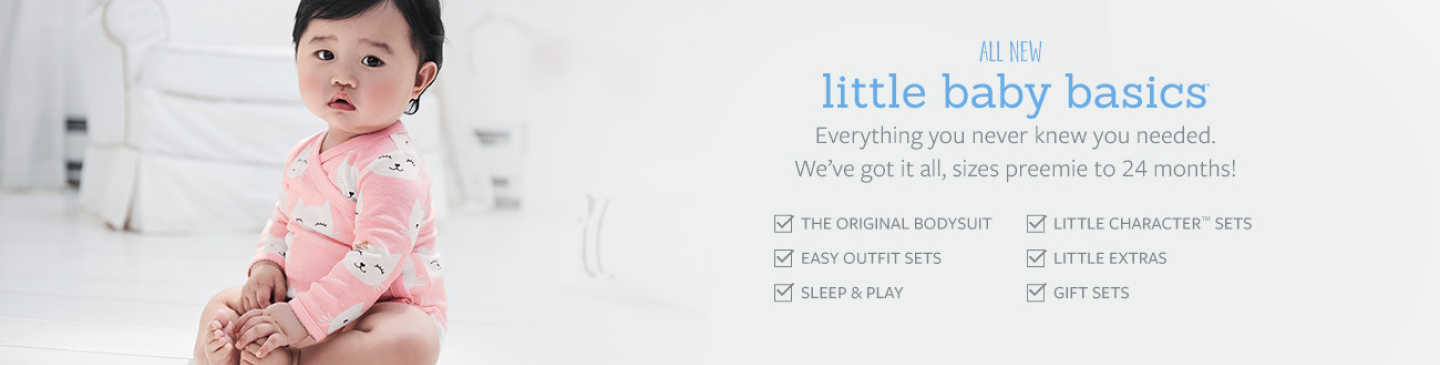 ALL NEW
little baby basics™
Everything you never knew you needed.
We've got it all, sizes preemie to 24 months!
THE ORIGINAL BODYSUIT
EASY OUTFIT SETS
SLEEP & PLAY
LITTLE CHARACTER™ SETS
LITTLE EXTRAS
GIFT SETS